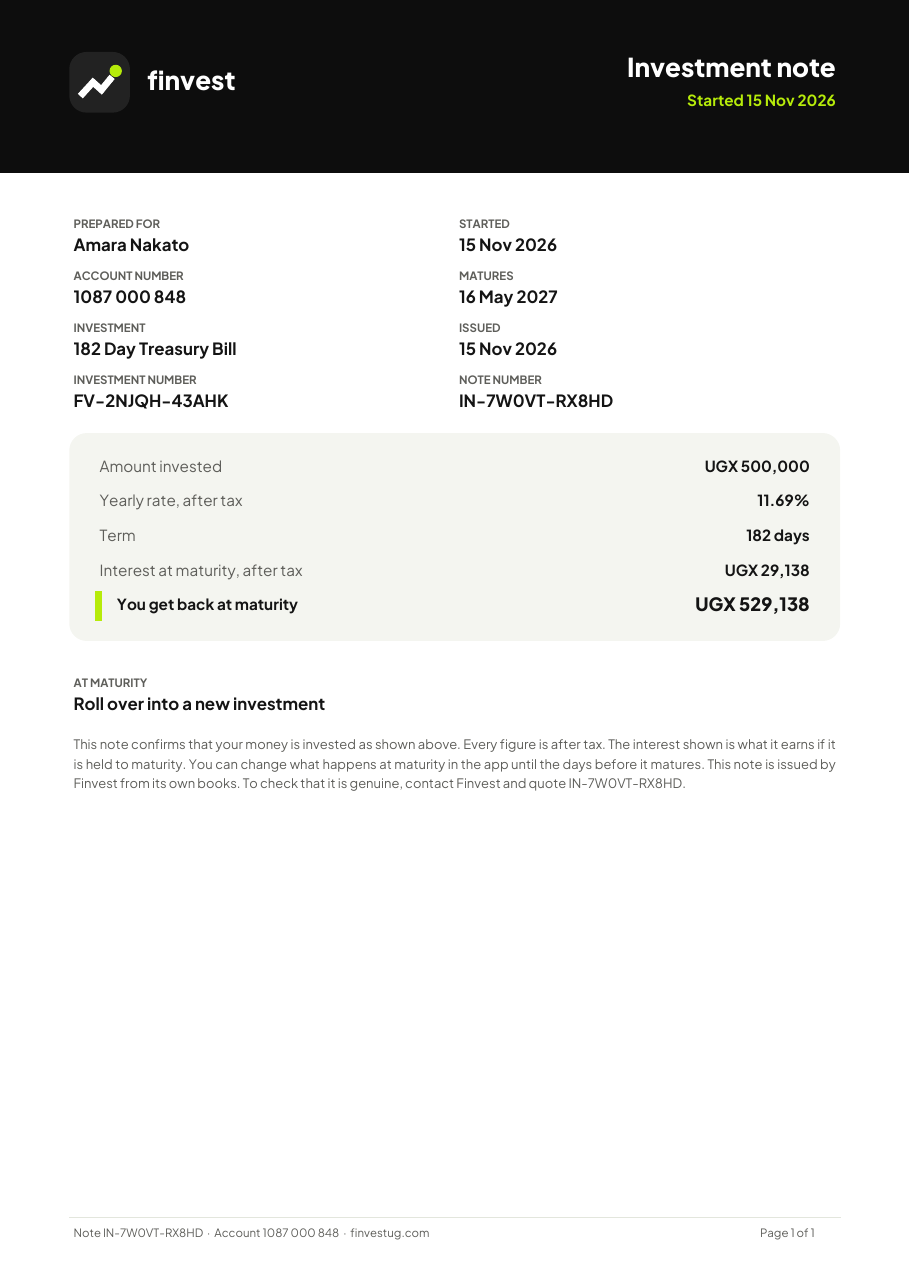 finvest
Investment note
Started 15 Nov 2026
PREPARED FOR
Amara Nakato
STARTED
15 Nov 2026
ACCOUNT NUMBER
1087 000 848
MATURES
16 May 2027
INVESTMENT
182 Day Treasury Bill
ISSUED
15 Nov 2026
INVESTMENT NUMBER
FV-2NJQH-43AHK
NOTE NUMBER
IN-7W0VT-RX8HD
Amount invested UGX 500,000
Yearly rate, after tax 11.69%
Term 182 days
Interest at maturity, after tax UGX 29,138
You get back at maturity UGX 529,138
AT MATURITY
Roll over into a new investment
This note confirms that your money is invested as shown above. Every figure is after tax. The interest shown is what it earns if it
is held to maturity. You can change what happens at maturity in the app until the days before it matures. This note is issued by
Finvest from its own books. To check that it is genuine, contact Finvest and quote IN-7W0VT-RX8HD.
Note IN-7W0VT-RX8HD · Account 1087 000 848 · finvestug.com
Page 1 of 1